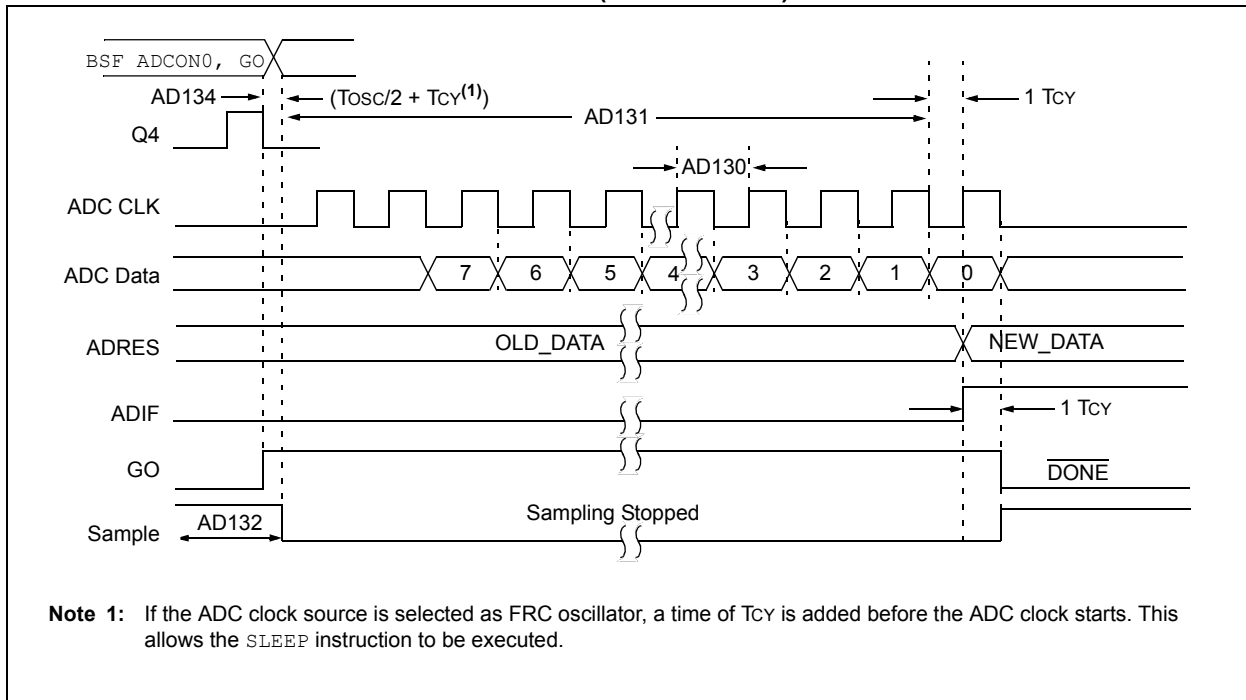 BSF ADCON0, GO
AD134
(TOSC/2 + TCY(1))
1 TCY
AD131
Q4
AD130
ADC CLK
ADC Data
7 6 5 4 3 2 1 0
ADRES
OLD_DATA
NEW_DATA
ADIF
1 TCY
GO
DONE
AD132
Sampling Stopped
Sample
Note 1: If the ADC clock source is selected as FRC oscillator, a time of TCY is added before the ADC clock starts. This
allows the SLEEP instruction to be executed.